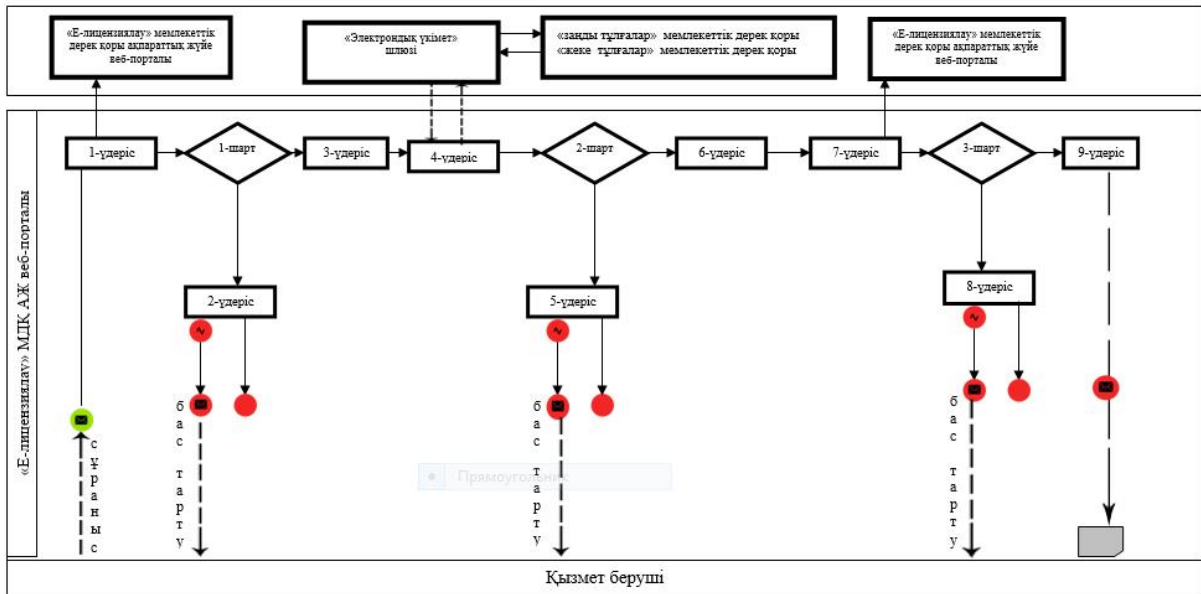 «Е-лицензиялау» мемлекеттік
дерек қоры ақпараттық жүйе
веб-порталы
«Электрондық үкімет»
шлюзі
«заңды тұлғалар» мемлекеттік дерек қоры
«жеке тұлғалар» мемлекеттік дерек қоры
«Е-лицензиялау» мемлекеттік
дерек қоры ақпараттық жүйе
веб-порталы
«Е-лицензиялау» МДҚ АЖ веб-порталы
1-үдеріс
1-шарт
3-үдеріс
4-үдеріс
2-шарт
6-үдеріс
7-үдеріс
3-шарт
9-үдеріс
2-үдеріс
5-үдеріс
8-үдеріс
сұраныс
бас тарту
бас тарту
бас тарту
Прямоугольник
Қызмет беруші